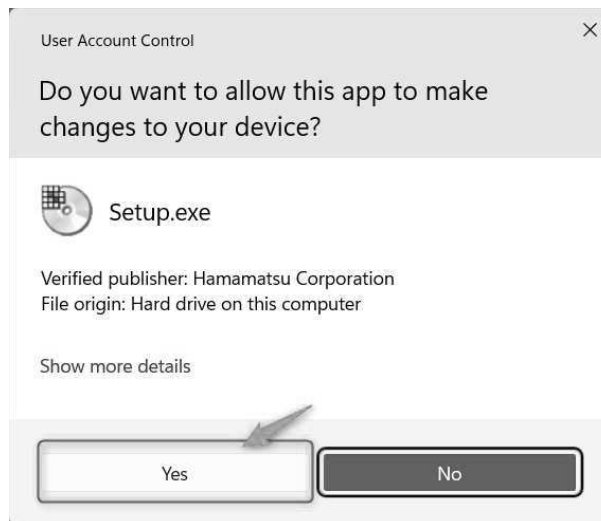 User Account Control
Do you want to allow this app to make
changes to your device?
Setup.exe
Verified publisher: Hamamatsu Corporation
File origin: Hard drive on this computer
Show more details
Yes
No